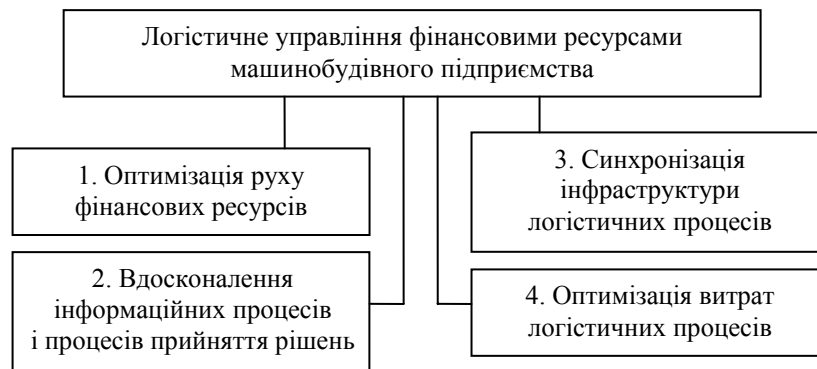 Логістичне управління фінансовими ресурсами
машинобудівного підприємства
1. Оптимізація руху
фінансових ресурсів
2. Вдосконалення
інформаційних процесів
і процесів прийняття рішень
3. Синхронізація
інфраструктури
логістичних процесів
4. Оптимізація витрат
логістичних процесів